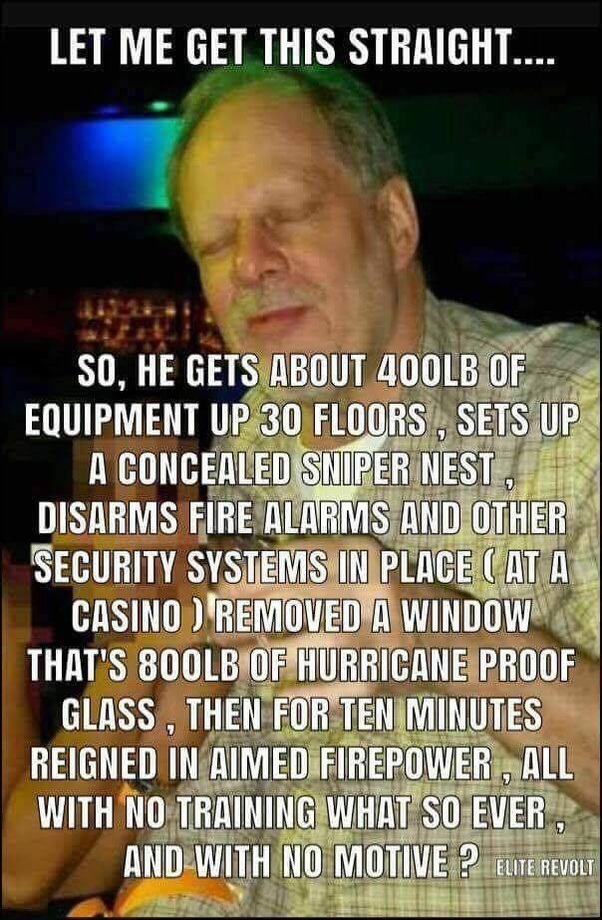 LET ME GET THIS STRAIGHT....
SO, HE GETS ABOUT 400LB OF
EQUIPMENT UP 30 FLOORS , SETS UP
A CONCEALED SNIPER NEST ,
DISARMS FIRE ALARMS AND OTHER
SECURITY SYSTEMS IN PLACE ( AT A
CASINO ) REMOVED A WINDOW
THAT'S 800LB OF HURRICANE PROOF
GLASS , THEN FOR TEN MINUTES
REIGNED IN AIMED FIREPOWER , ALL
WITH NO TRAINING WHAT SO EVER ,
AND WITH NO MOTIVE ? ELITE REVOLT